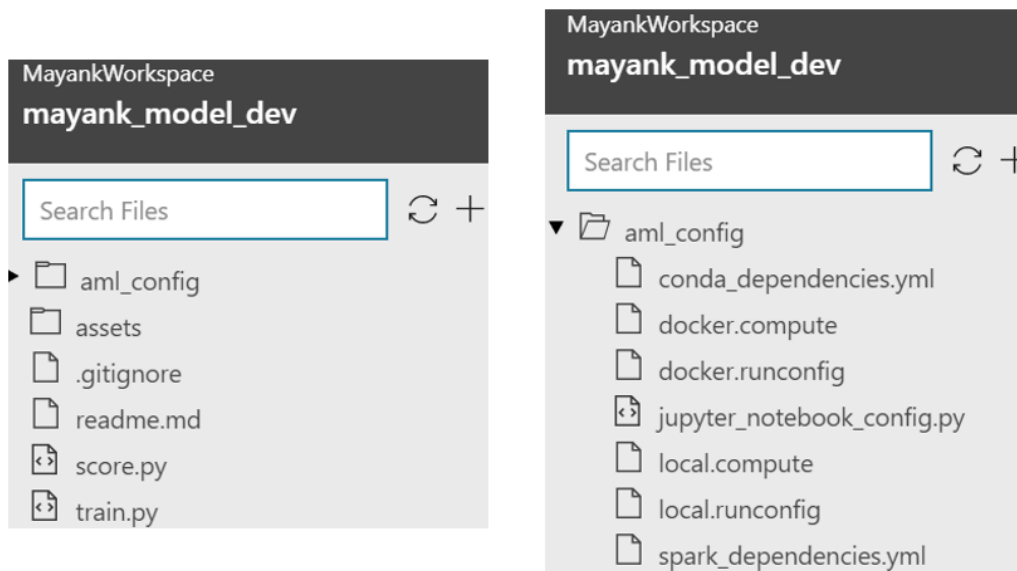 MayankWorkspace
mayank_model_dev
Search Files
aml_config
assets
.gitignore
readme.md
score.py
train.py
MayankWorkspace
mayank_model_dev
Search Files
aml_config
conda_dependencies.yml
docker.compute
docker.runconfig
jupyter_notebook_config.py
local.compute
local.runconfig
spark_dependencies.yml